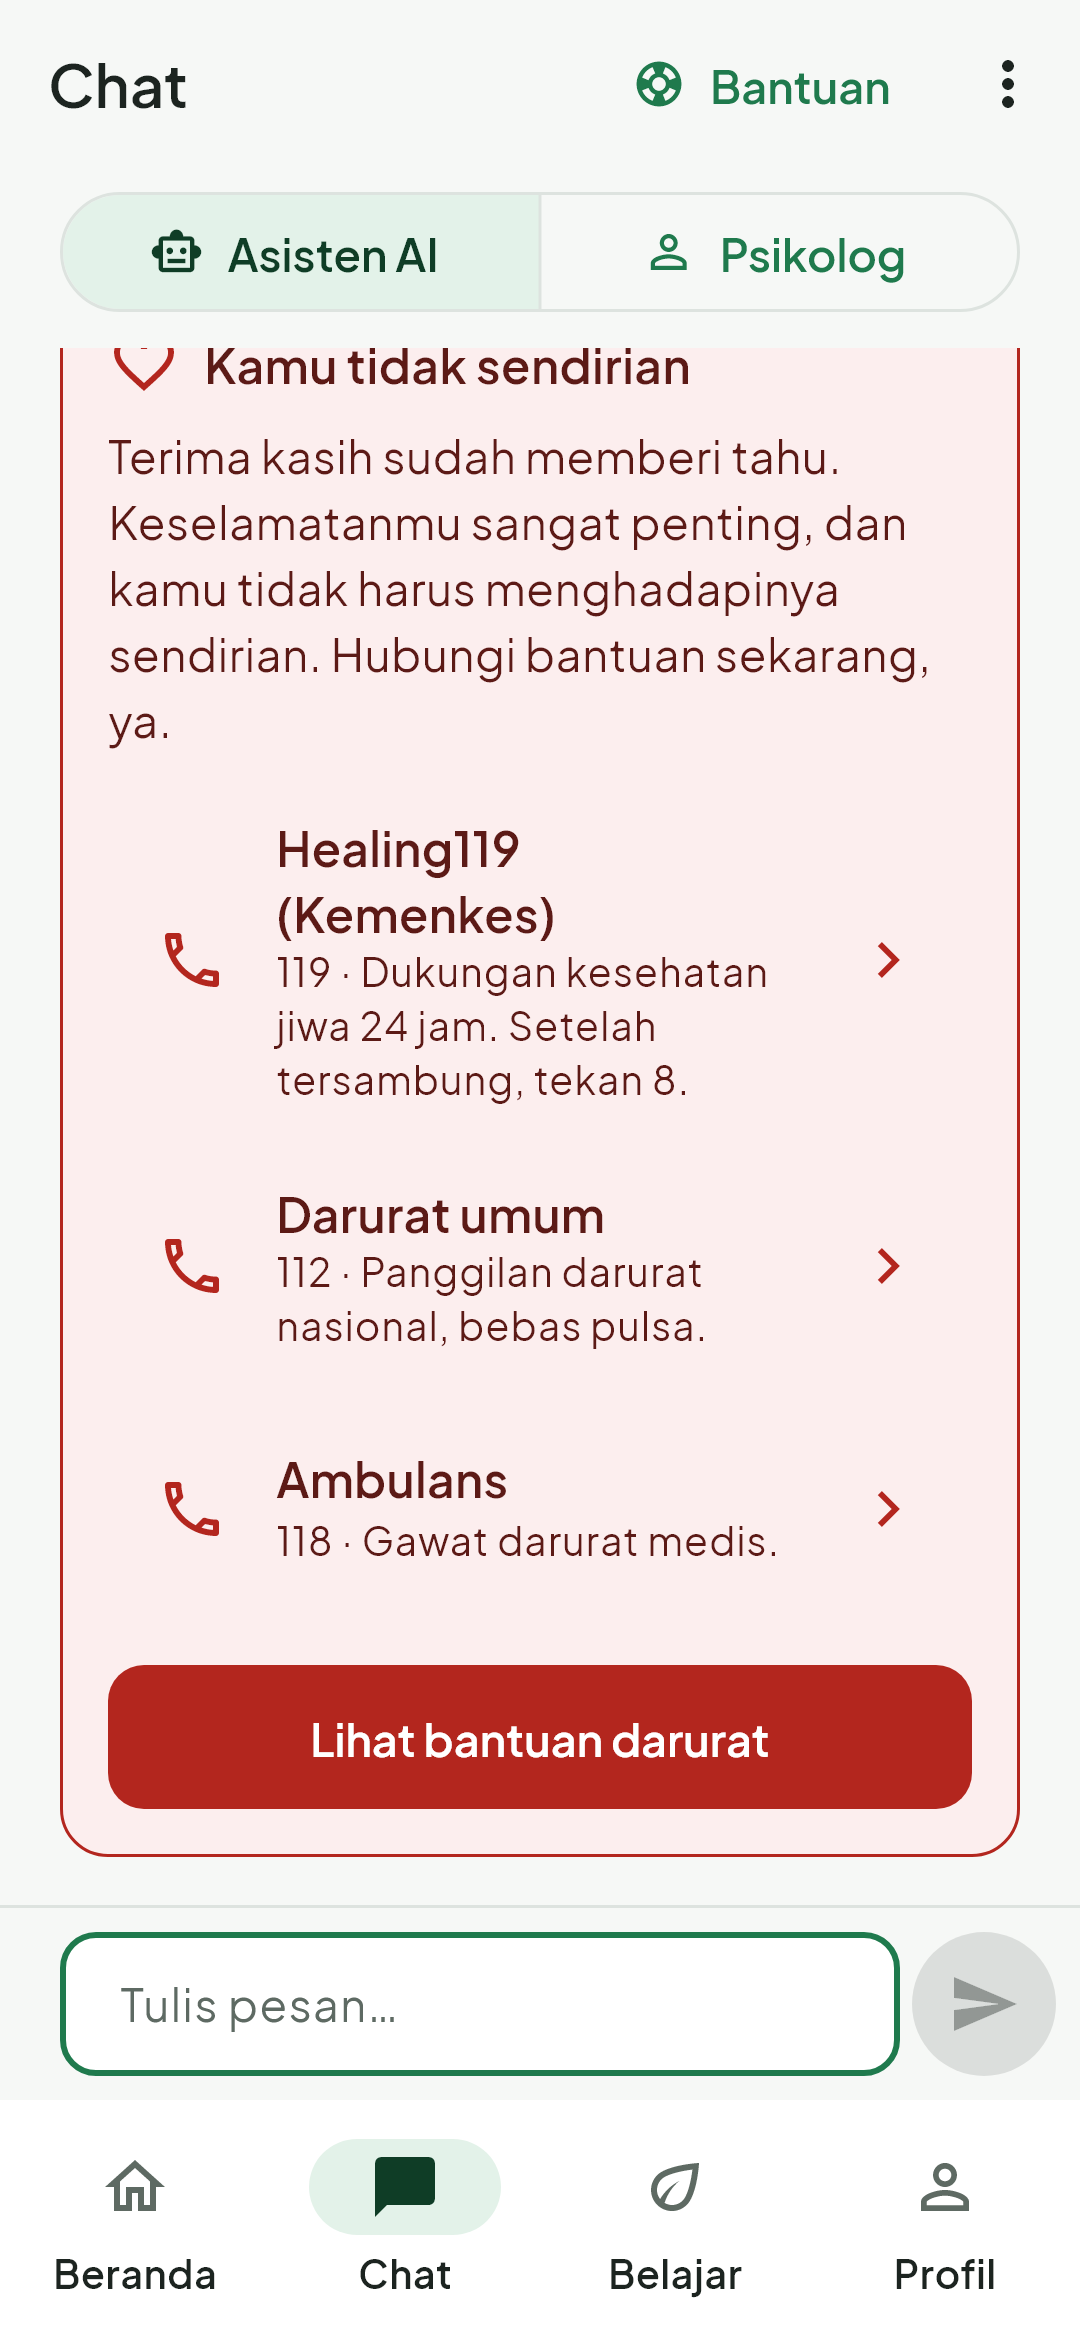 Chat
Bantuan
Asisten AI
Psikolog
Kamu tidak sendirian
Terima kasih sudah memberi tahu.
Keselamatanmu sangat penting, dan
kamu tidak harus menghadapinya
sendirian. Hubungi bantuan sekarang,
ya.
Healing119
(Kemenkes)
119 · Dukungan kesehatan
jiwa 24 jam. Setelah
tersambung, tekan 8.
Darurat umum
112 · Panggilan darurat
nasional, bebas pulsa.
Ambulans
118 · Gawat darurat medis.
Lihat bantuan darurat
Tulis pesan...
Beranda
Chat
Belajar
Profil